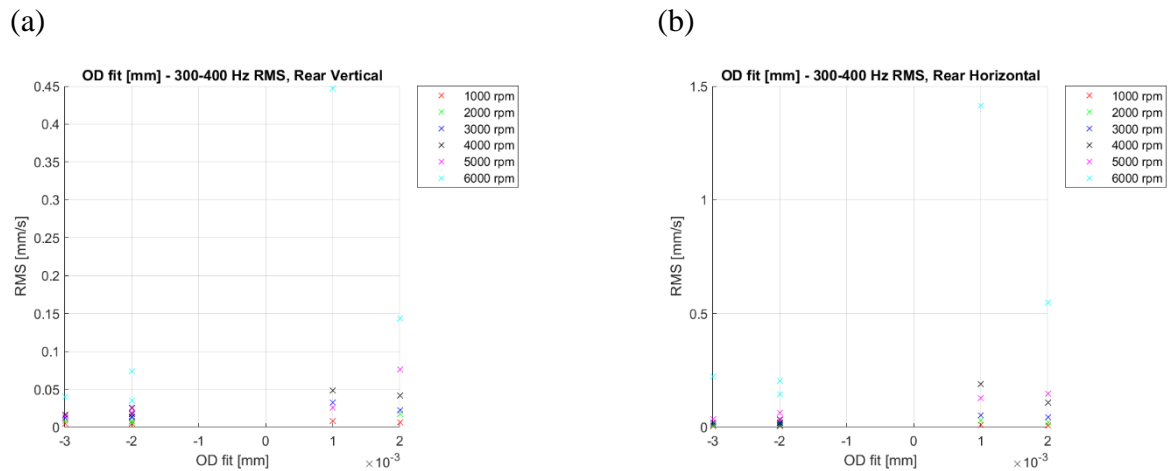 (a)
OD fit [mm] - 300-400 Hz RMS, Rear Vertical
0.45
0.4
0.35
0.3
0.25
0.2
0.15
0.1
0.05
0
RMS [mm/s]
-3 -2 -1 0 1 2
OD fit [mm]
×10⁻³
1000 rpm
2000 rpm
3000 rpm
4000 rpm
5000 rpm
6000 rpm
(b)
OD fit [mm] - 300-400 Hz RMS, Rear Horizontal
1.5
1
0.5
0
RMS [mm/s]
-3 -2 -1 0 1 2
OD fit [mm]
×10⁻³
1000 rpm
2000 rpm
3000 rpm
4000 rpm
5000 rpm
6000 rpm